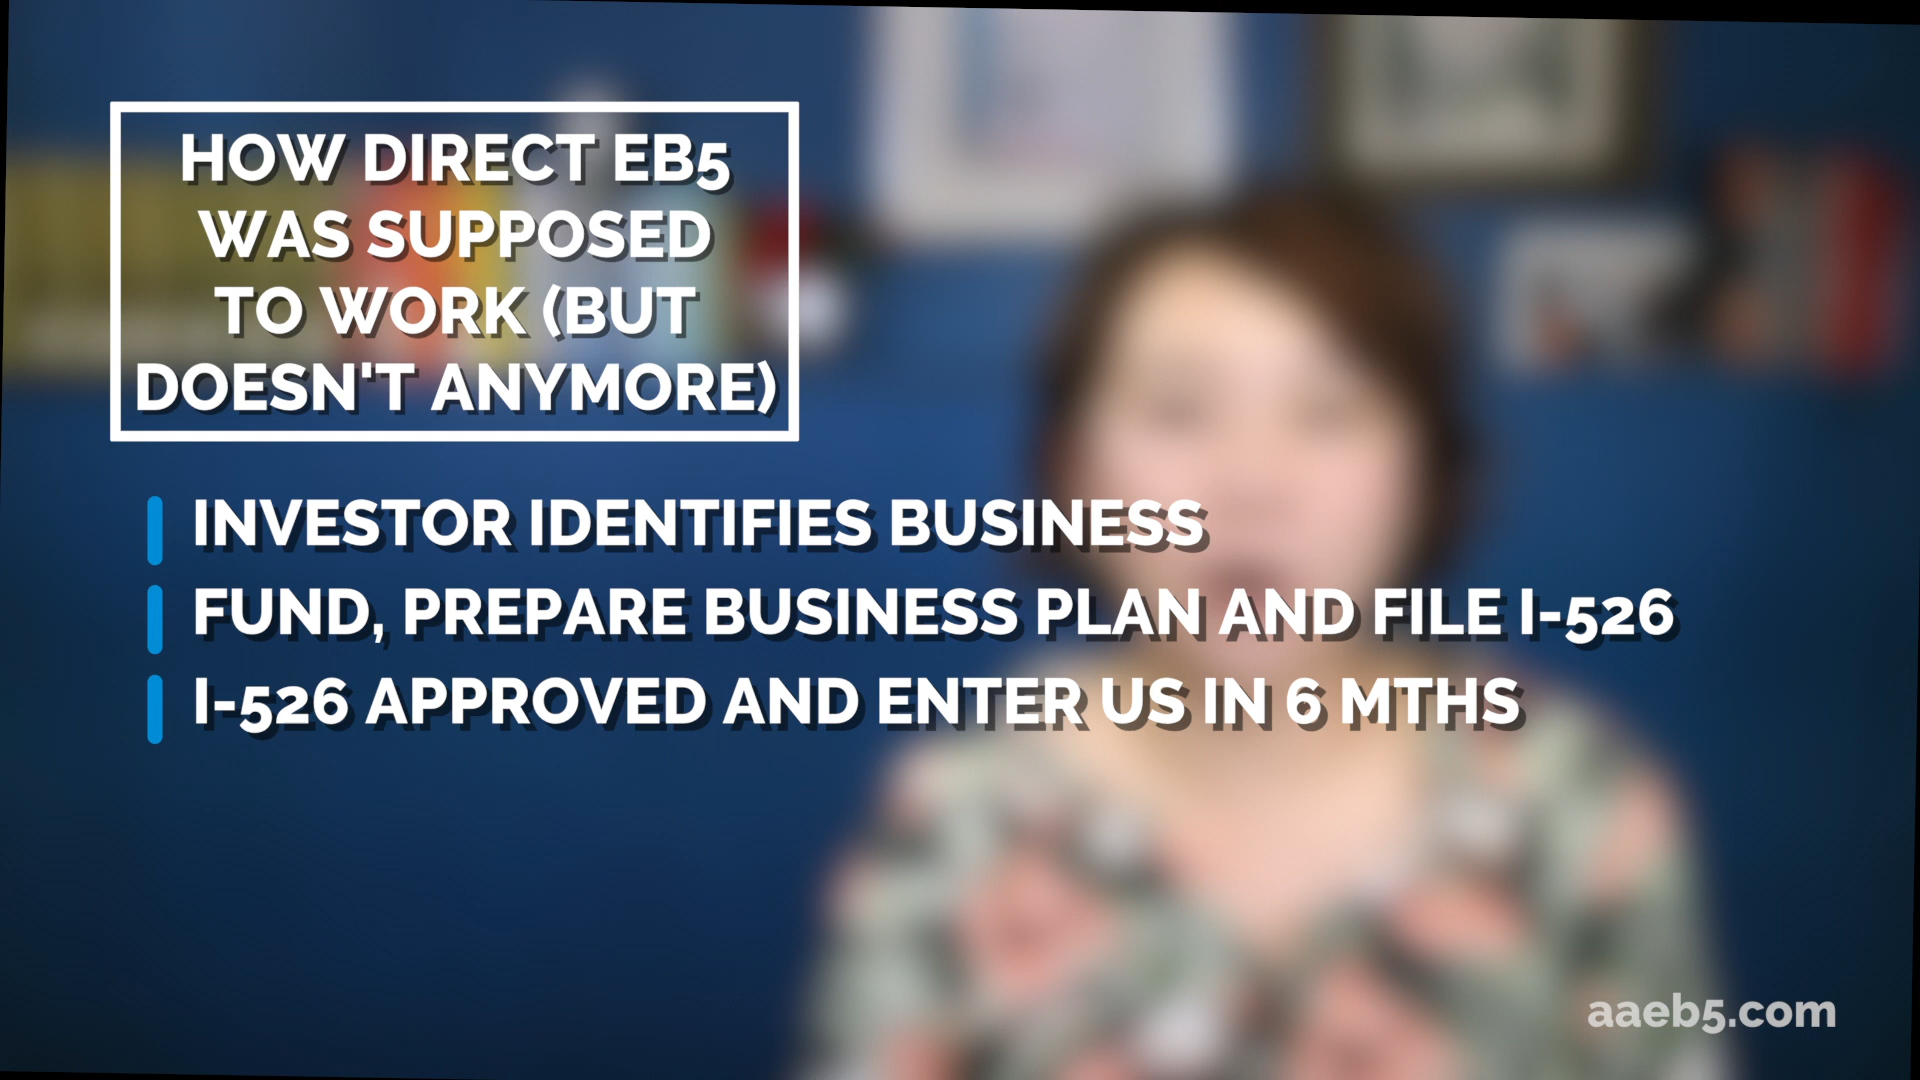 HOW DIRECT EB5
WAS SUPPOSED
TO WORK (BUT
DOESN'T ANYMORE)
INVESTOR IDENTIFIES BUSINESS
FUND, PREPARE BUSINESS PLAN AND FILE I-526
I-526 APPROVED AND ENTER US IN 6 MTHS
aaeb5.com